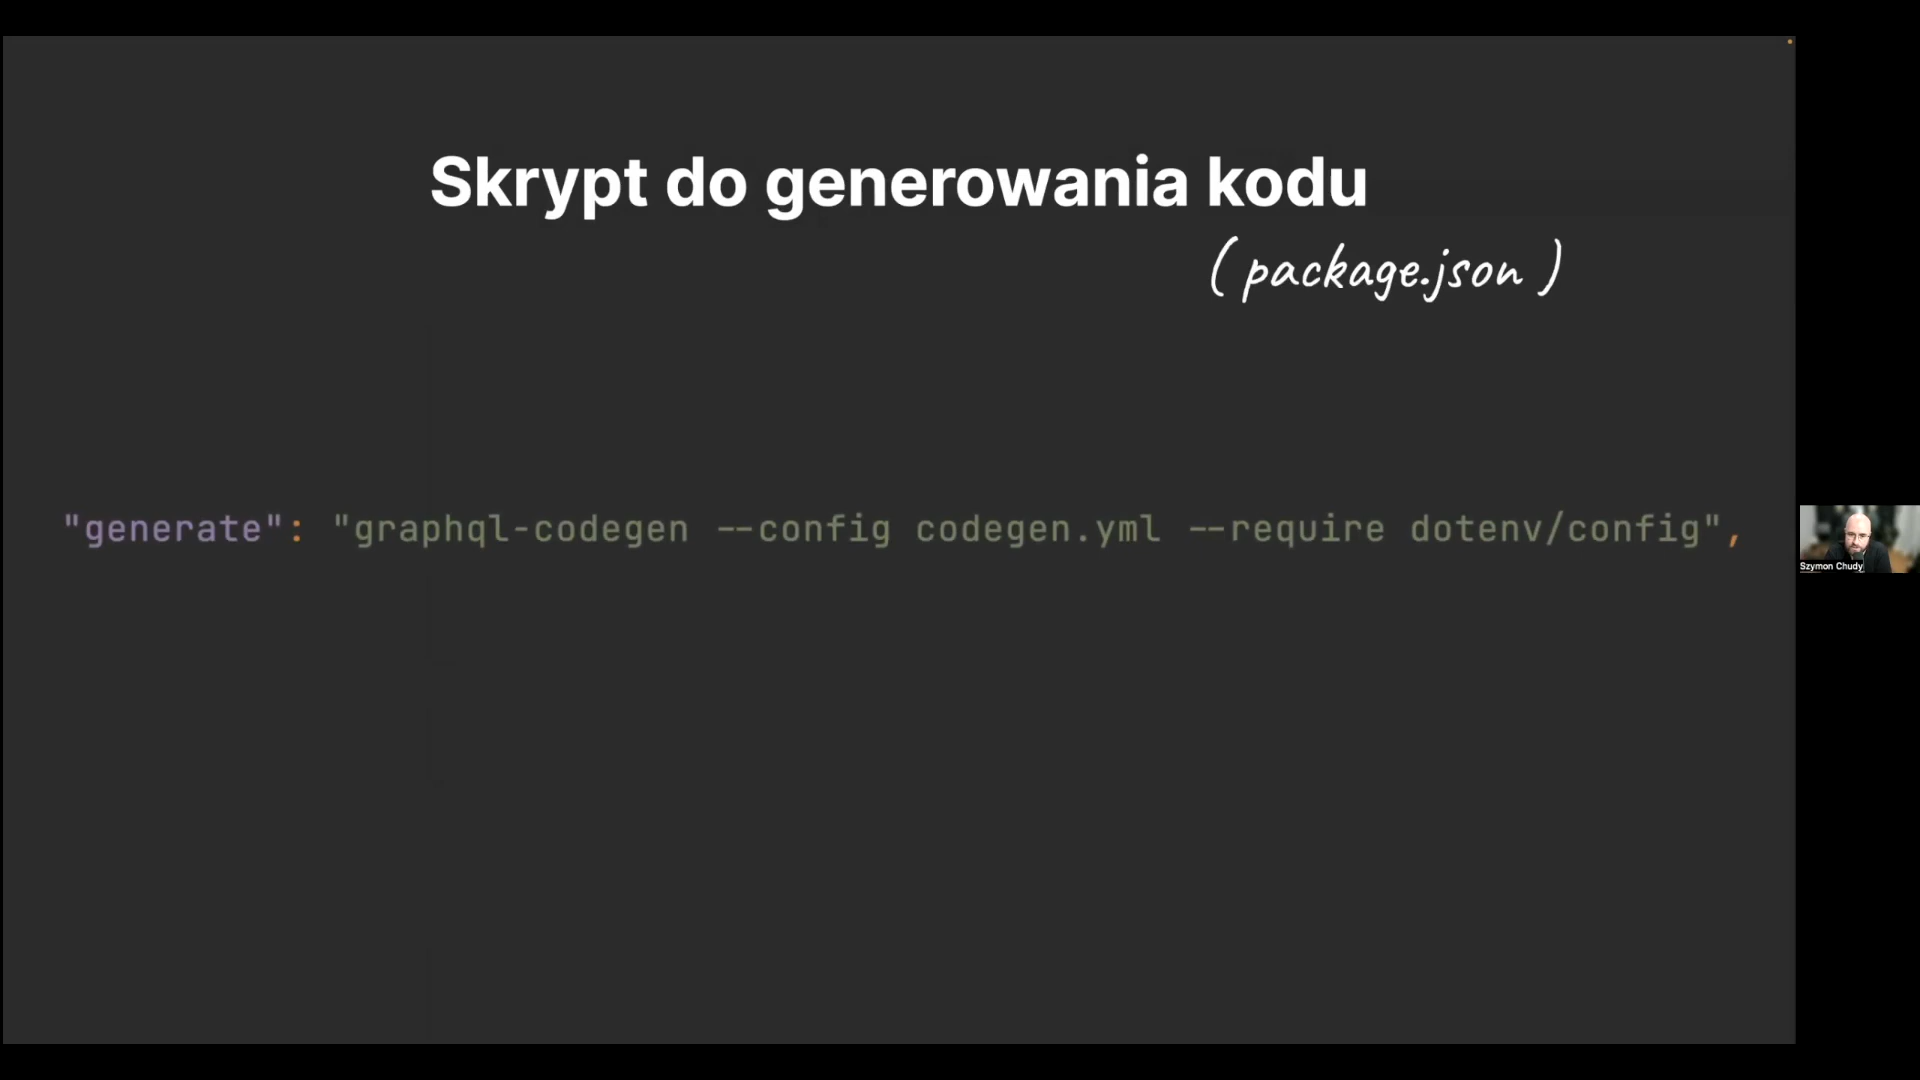 Skrypt do generowania kodu
( package.json )
"generate": "graphql-codegen --config codegen.yml --require dotenv/config",
Szymon Chudy